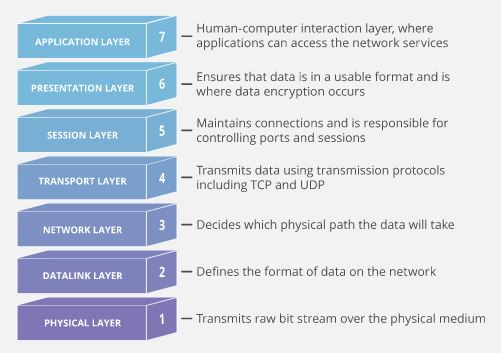 APPLICATION LAYER 7 Human-computer interaction layer, where
applications can access the network services
PRESENTATION LAYER 6 Ensures that data is in a usable format and is
where data encryption occurs
SESSION LAYER 5 Maintains connections and is responsible for
controlling ports and sessions
TRANSPORT LAYER 4 Transmits data using transmission protocols
including TCP and UDP
NETWORK LAYER 3 Decides which physical path the data will take
DATALINK LAYER 2 Defines the format of data on the network
PHYSICAL LAYER 1 Transmits raw bit stream over the physical medium